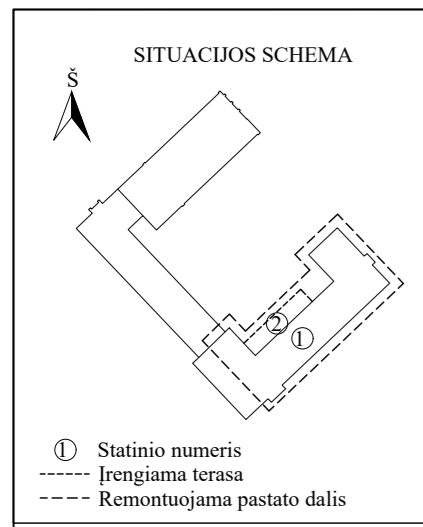 SITUACIJOS SCHEMA
Š
2
1
1 Statinio numeris
Įrengiama terasa
Remontuojama pastato dalis